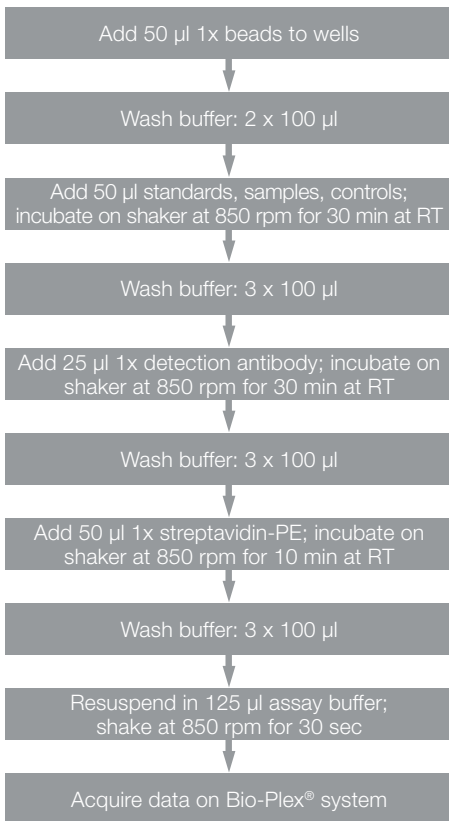 Add 50 µl 1x beads to wells
Wash buffer: 2 x 100 µl
Add 50 µl standards, samples, controls;
incubate on shaker at 850 rpm for 30 min at RT
Wash buffer: 3 x 100 µl
Add 25 µl 1x detection antibody; incubate on
shaker at 850 rpm for 30 min at RT
Wash buffer: 3 x 100 µl
Add 50 µl 1x streptavidin-PE; incubate on
shaker at 850 rpm for 10 min at RT
Wash buffer: 3 x 100 µl
Resuspend in 125 µl assay buffer;
shake at 850 rpm for 30 sec
Acquire data on Bio-Plex® system